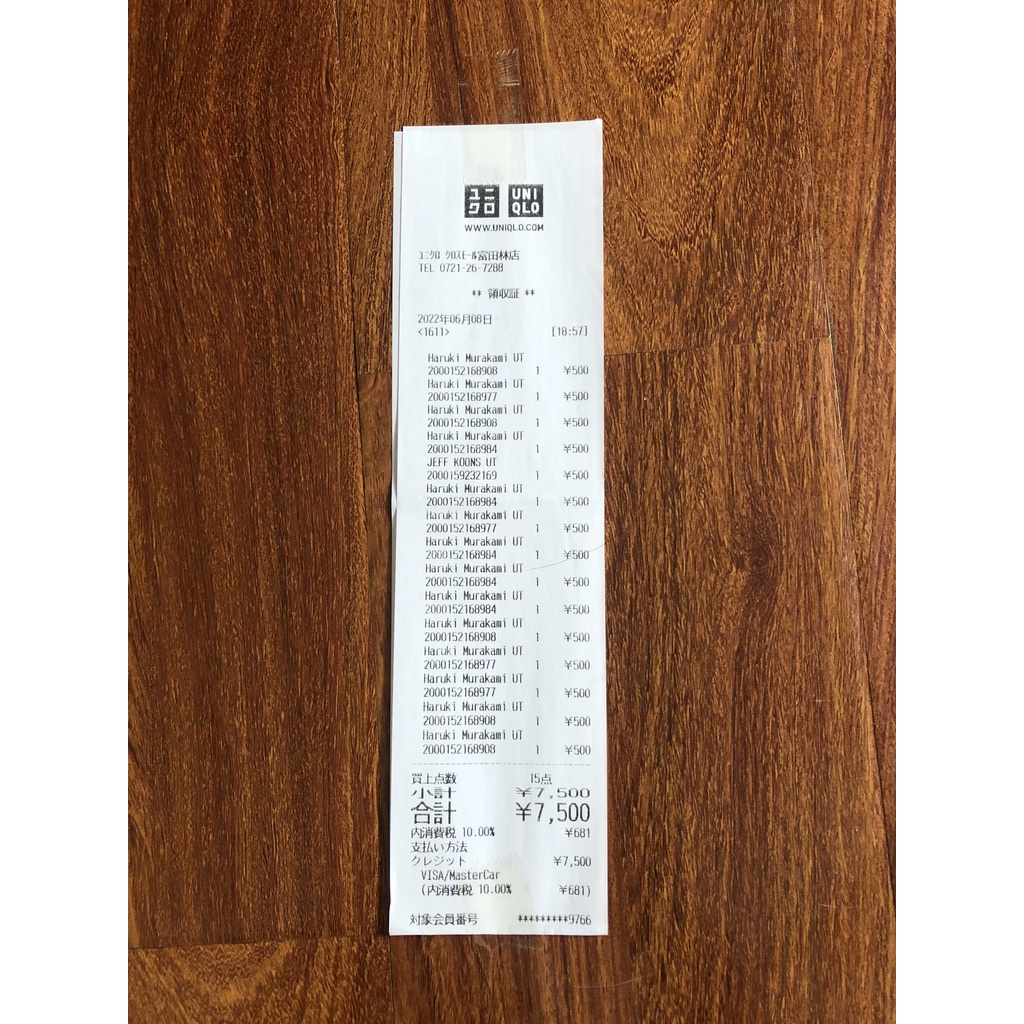 ユニ
クロ
UNI
QLO
WWW.UNIQLO.COM
ユニクロ クロスモール富田林店
TEL 0721-26-7288
** 領収証 **
2022年06月08日
<1611> [18:57]
Haruki Murakami UT
2000152168908 1 ¥500
Haruki Murakami UT
2000152168977 1 ¥500
Haruki Murakami UT
2000152168908 1 ¥500
Haruki Murakami UT
2000152168984 1 ¥500
JEFF KOONS UT
2000159232169 1 ¥500
Haruki Murakami UT
2000152168984 1 ¥500
Haruki Murakami UT
2000152168977 1 ¥500
Haruki Murakami UT
2000152168984 1 ¥500
Haruki Murakami UT
2000152168984 1 ¥500
Haruki Murakami UT
2000152168984 1 ¥500
Haruki Murakami UT
2000152168908 1 ¥500
Haruki Murakami UT
2000152168977 1 ¥500
Haruki Murakami UT
2000152168977 1 ¥500
Haruki Murakami UT
2000152168908 1 ¥500
Haruki Murakami UT
2000152168908 1 ¥500
買上点数 15点
小計 ¥7,500
合計 ¥7,500
内消費税 10.00% ¥681
支払い方法
クレジット ¥7,500
VISA/MasterCar
(内消費税 10.00% ¥681)
対象会員番号 *********9766